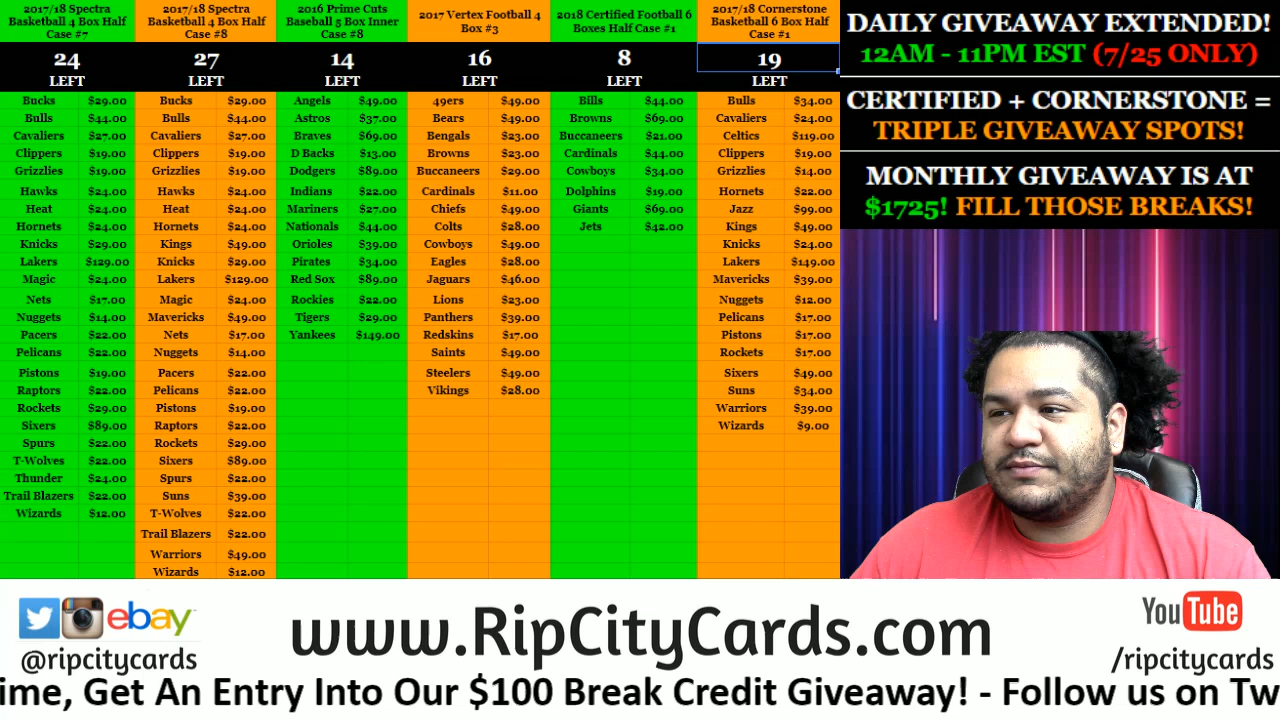 2017/18 Spectra
Basketball 4 Box Half
Case #7
24
LEFT
Bucks $29.00
Bulls $44.00
Cavaliers $27.00
Clippers $19.00
Grizzlies $19.00
Hawks $24.00
Heat $24.00
Hornets $24.00
Knicks $29.00
Lakers $129.00
Magic $24.00
Nets $17.00
Nuggets $14.00
Pacers $22.00
Pelicans $22.00
Pistons $19.00
Raptors $22.00
Rockets $29.00
Sixers $89.00
Spurs $22.00
T-Wolves $22.00
Thunder $24.00
Trail Blazers $22.00
Wizards $12.00
2017/18 Spectra
Basketball 4 Box Half
Case #8
27
LEFT
Bucks $29.00
Bulls $44.00
Cavaliers $27.00
Clippers $19.00
Grizzlies $19.00
Hawks $24.00
Heat $24.00
Hornets $24.00
Kings $49.00
Knicks $29.00
Lakers $129.00
Magic $24.00
Mavericks $49.00
Nets $17.00
Nuggets $14.00
Pacers $22.00
Pelicans $22.00
Pistons $19.00
Raptors $22.00
Rockets $29.00
Sixers $89.00
Spurs $22.00
Suns $39.00
T-Wolves $22.00
Trail Blazers $22.00
Warriors $49.00
Wizards $12.00
2016 Prime Cuts
Baseball 5 Box Inner
Case #8
14
LEFT
Angels $49.00
Astros $37.00
Braves $69.00
D Backs $13.00
Dodgers $89.00
Indians $22.00
Mariners $27.00
Nationals $44.00
Orioles $39.00
Pirates $34.00
Red Sox $89.00
Rockies $22.00
Tigers $29.00
Yankees $149.00
2017 Vertex Football 4
Box #3
16
LEFT
49ers $49.00
Bears $49.00
Bengals $23.00
Browns $23.00
Buccaneers $29.00
Cardinals $11.00
Chiefs $49.00
Colts $28.00
Cowboys $49.00
Eagles $28.00
Jaguars $46.00
Lions $23.00
Panthers $39.00
Redskins $17.00
Saints $49.00
Steelers $49.00
Vikings $28.00
2018 Certified Football 6
Boxes Half Case #1
8
LEFT
Bills $44.00
Browns $69.00
Buccaneers $21.00
Cardinals $44.00
Cowboys $34.00
Dolphins $19.00
Giants $69.00
Jets $42.00
2017/18 Cornerstone
Basketball 6 Box Half
Case #1
19
LEFT
Bulls $34.00
Cavaliers $24.00
Celtics $119.00
Clippers $19.00
Grizzlies $14.00
Hornets $22.00
Jazz $99.00
Kings $49.00
Knicks $24.00
Lakers $149.00
Mavericks $39.00
Nuggets $12.00
Pelicans $17.00
Pistons $17.00
Rockets $17.00
Sixers $49.00
Suns $34.00
Warriors $39.00
Wizards $9.00
DAILY GIVEAWAY EXTENDED!
12AM - 11PM EST (7/25 ONLY)
CERTIFIED + CORNERSTONE =
TRIPLE GIVEAWAY SPOTS!
MONTHLY GIVEAWAY IS AT
$1725! FILL THOSE BREAKS!
ebay
@ripcitycards
www.RipCityCards.com
YouTube
/ripcitycards
ime, Get An Entry Into Our $100 Break Credit Giveaway! - Follow us on Tw